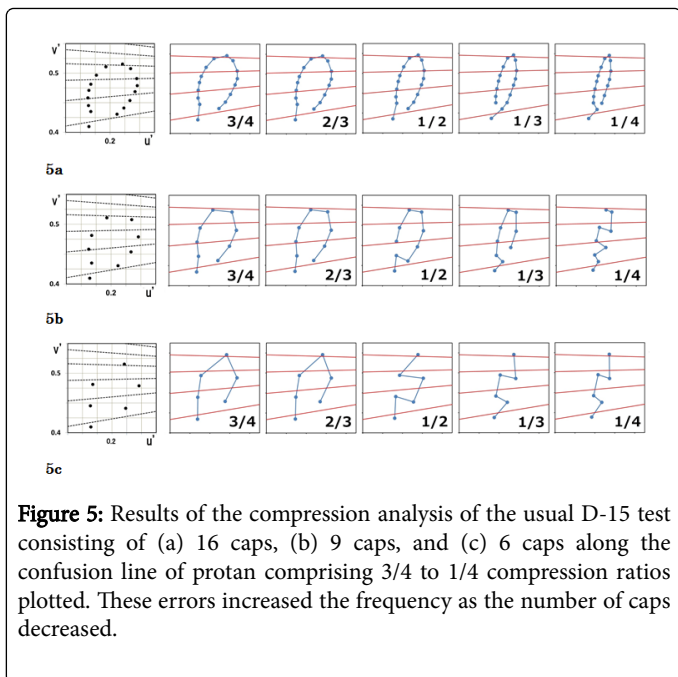 v'
0.5
0.4
0.2
u'
3/4
2/3
1/2
1/3
1/4
5a
v'
0.5
0.4
0.2
u'
3/4
2/3
1/2
1/3
1/4
5b
v'
0.5
0.4
0.2
u'
3/4
2/3
1/2
1/3
1/4
5c
Figure 5: Results of the compression analysis of the usual D-15 test
consisting of (a) 16 caps, (b) 9 caps, and (c) 6 caps along the
confusion line of protan comprising 3/4 to 1/4 compression ratios
plotted. These errors increased the frequency as the number of caps
decreased.